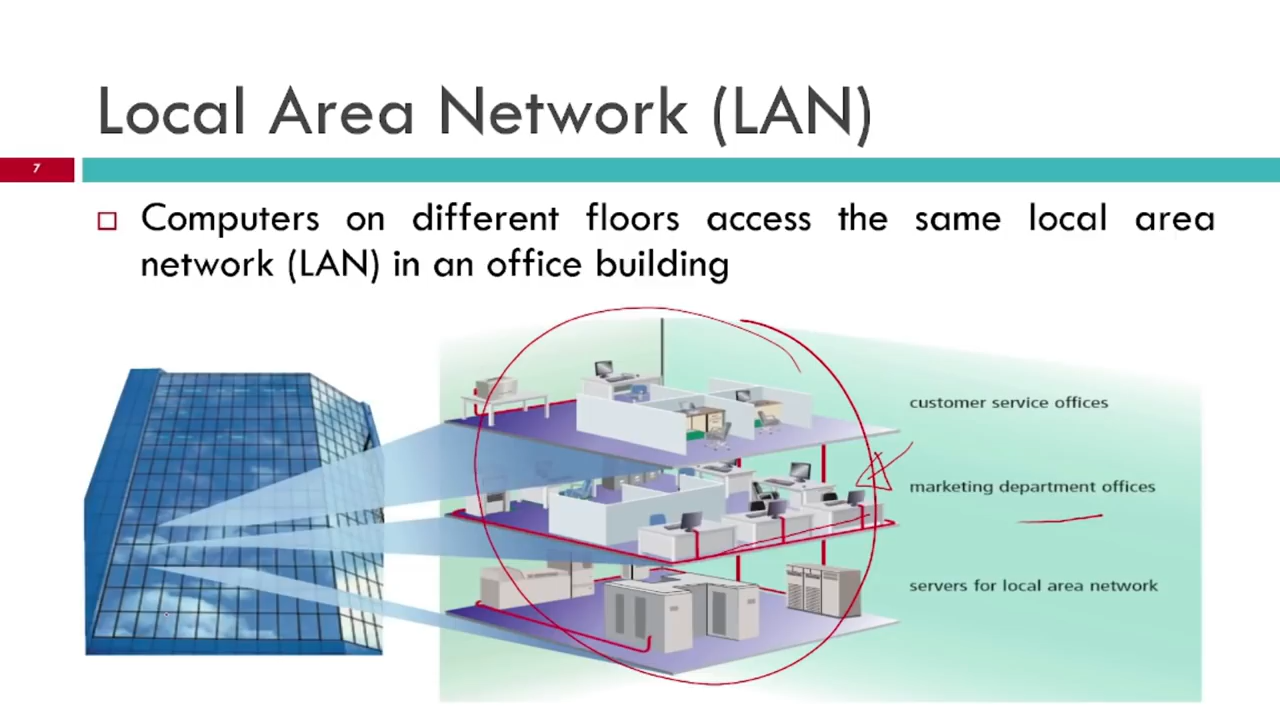 Local Area Network (LAN)
7
Computers on different floors access the same local area
network (LAN) in an office building
customer service offices
marketing department offices
servers for local area network